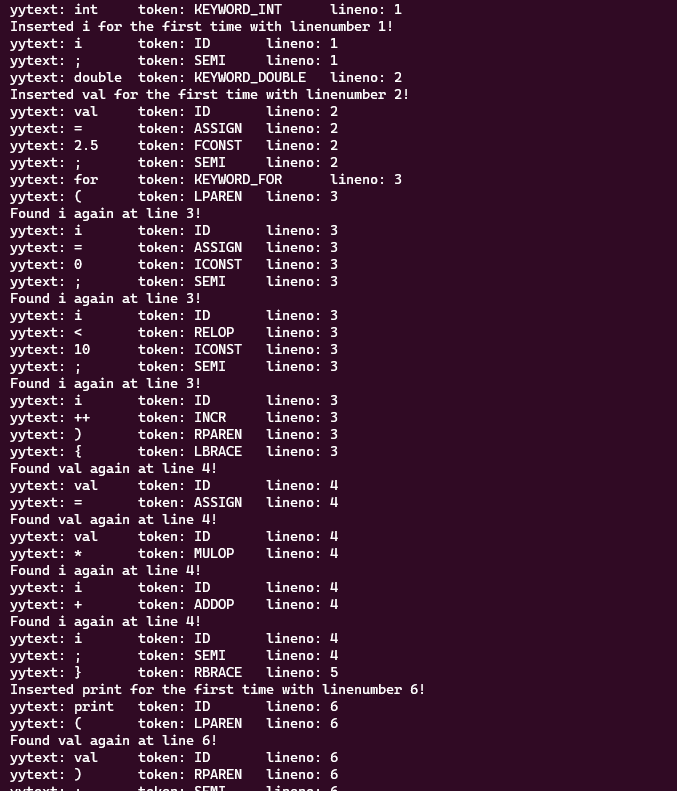 yytext: int     token: KEYWORD_INT      lineno: 1
Inserted i for the first time with linenumber 1!
yytext: i       token: ID       lineno: 1
yytext: ;       token: SEMI     lineno: 1
yytext: double  token: KEYWORD_DOUBLE   lineno: 2
Inserted val for the first time with linenumber 2!
yytext: val     token: ID       lineno: 2
yytext: =       token: ASSIGN   lineno: 2
yytext: 2.5     token: FCONST   lineno: 2
yytext: ;       token: SEMI     lineno: 2
yytext: for     token: KEYWORD_FOR      lineno: 3
yytext: (       token: LPAREN   lineno: 3
Found i again at line 3!
yytext: i       token: ID       lineno: 3
yytext: =       token: ASSIGN   lineno: 3
yytext: 0       token: ICONST   lineno: 3
yytext: ;       token: SEMI     lineno: 3
Found i again at line 3!
yytext: i       token: ID       lineno: 3
yytext: <       token: RELOP    lineno: 3
yytext: 10      token: ICONST   lineno: 3
yytext: ;       token: SEMI     lineno: 3
Found i again at line 3!
yytext: i       token: ID       lineno: 3
yytext: ++      token: INCR     lineno: 3
yytext: )       token: RPAREN   lineno: 3
yytext: {       token: LBRACE   lineno: 3
Found val again at line 4!
yytext: val     token: ID       lineno: 4
yytext: =       token: ASSIGN   lineno: 4
Found val again at line 4!
yytext: val     token: ID       lineno: 4
yytext: *       token: MULOP    lineno: 4
Found i again at line 4!
yytext: i       token: ID       lineno: 4
yytext: +       token: ADDOP    lineno: 4
Found i again at line 4!
yytext: i       token: ID       lineno: 4
yytext: ;       token: SEMI     lineno: 4
yytext: }       token: RBRACE   lineno: 5
Inserted print for the first time with linenumber 6!
yytext: print   token: ID       lineno: 6
yytext: (       token: LPAREN   lineno: 6
Found val again at line 6!
yytext: val     token: ID       lineno: 6
yytext: )       token: RPAREN   lineno: 6
yytext: ;       token: SEMI     lineno: 6